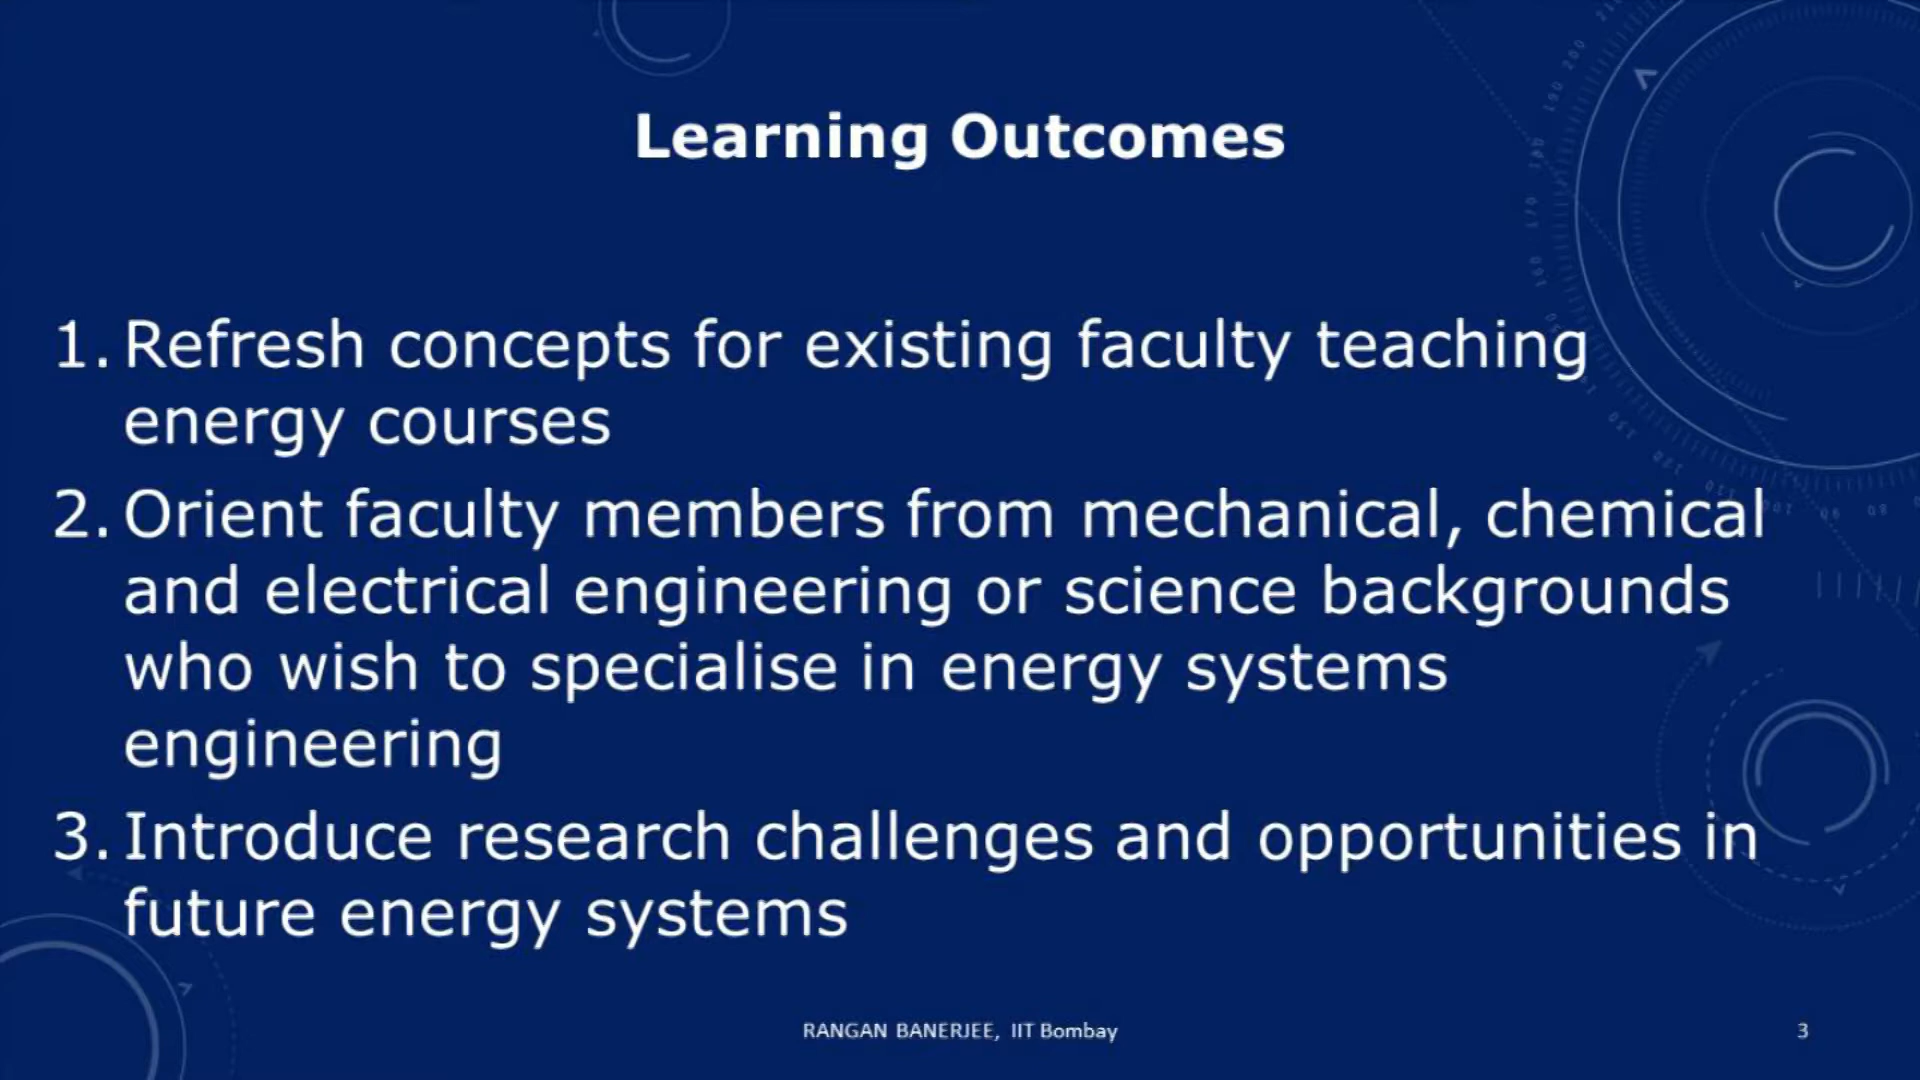 Learning Outcomes
1. Refresh concepts for existing faculty teaching
energy courses
2. Orient faculty members from mechanical, chemical
and electrical engineering or science backgrounds
who wish to specialise in energy systems
engineering
3. Introduce research challenges and opportunities in
future energy systems
RANGAN BANERJEE, IIT Bombay
3